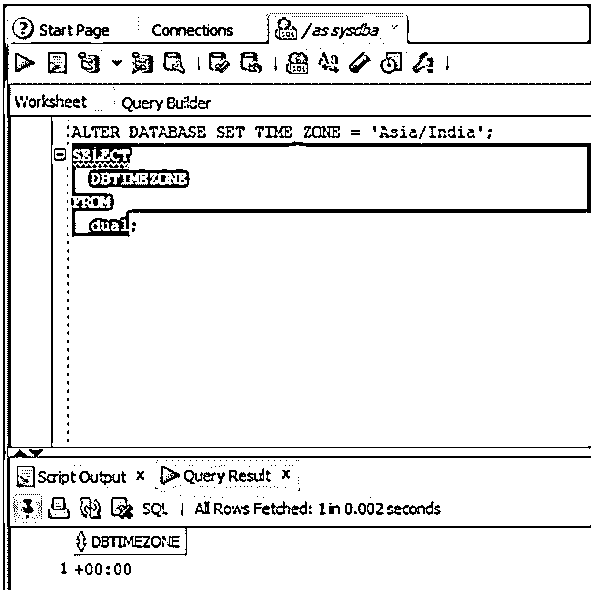 Start Page Connections /as sysdba
Worksheet Query Builder
ALTER DATABASE SET TIME ZONE = 'Asia/India';
SELECT
DBTIMEZONE
FROM
dual;
Script Output x Query Result x
SQL | All Rows Fetched: 1 in 0.002 seconds
DBTIMEZONE
1 +00:00